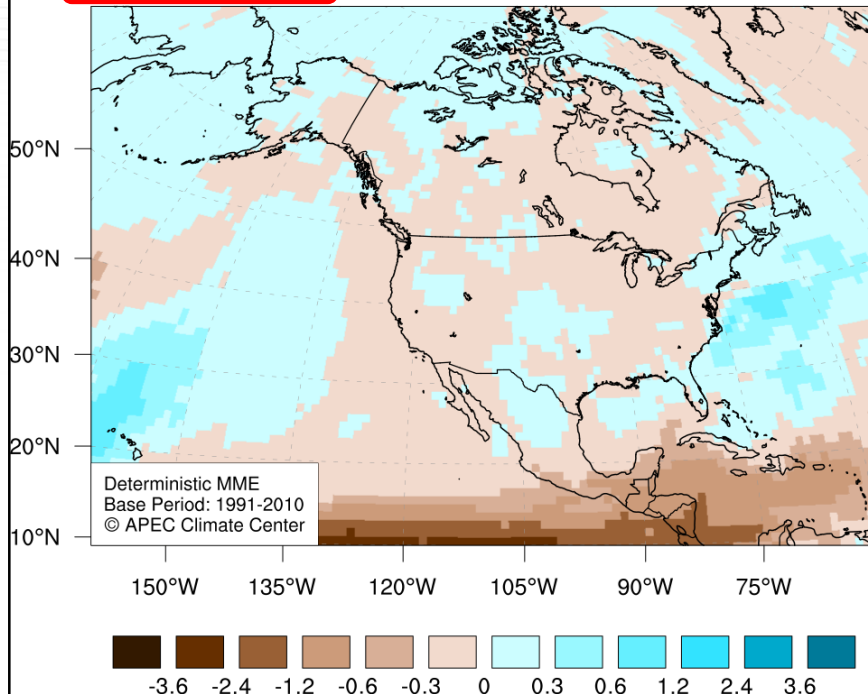 50°N
40°N
30°N
20°N
10°N
Deterministic MME
Base Period: 1991-2010
© APEC Climate Center
150°W 135°W 120°W 105°W 90°W 75°W
-3.6 -2.4 -1.2 -0.6 -0.3 0 0.3 0.6 1.2 2.4 3.6